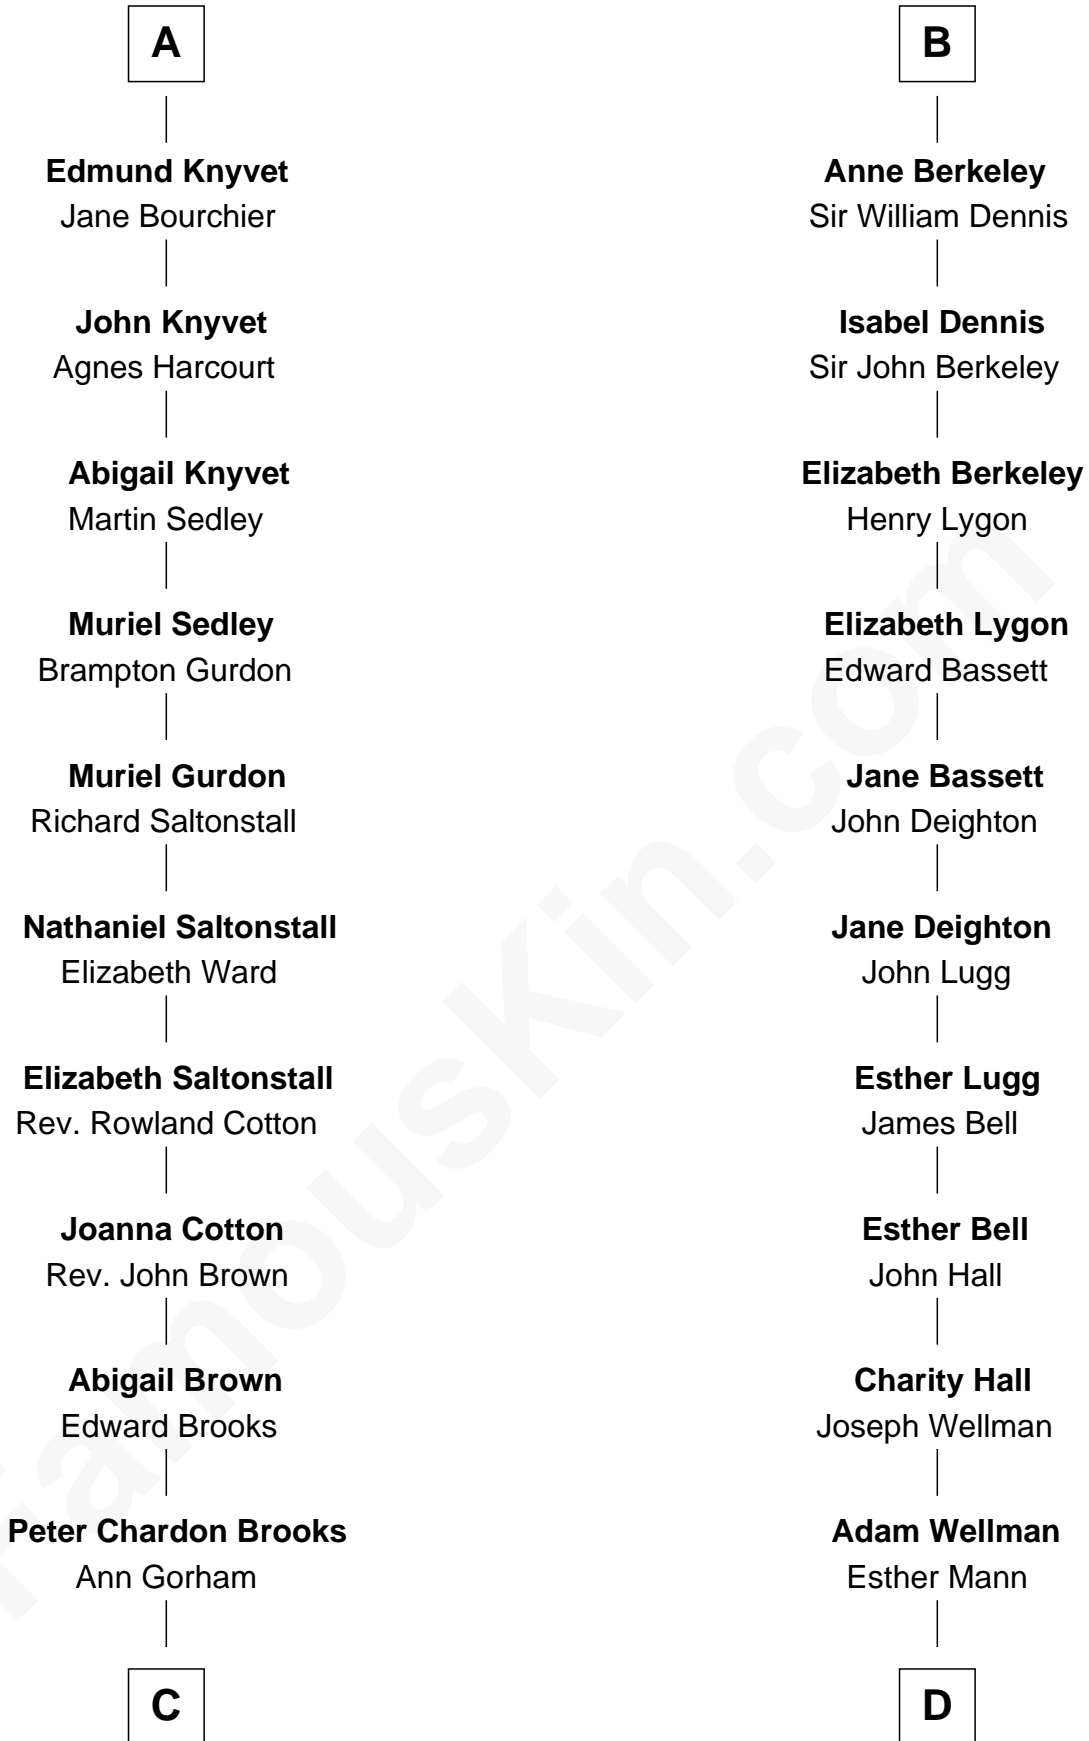 A
Edmund Knyvet
Jane Bourchier
John Knyvet
Agnes Harcourt
Abigail Knyvet
Martin Sedley
Muriel Sedley
Brampton Gurdon
Muriel Gurdon
Richard Saltonstall
Nathaniel Saltonstall
Elizabeth Ward
Elizabeth Saltonstall
Rev. Rowland Cotton
Joanna Cotton
Rev. John Brown
Abigail Brown
Edward Brooks
Peter Chardon Brooks
Ann Gorham
C
B
Anne Berkeley
Sir William Dennis
Isabel Dennis
Sir John Berkeley
Elizabeth Berkeley
Henry Lygon
Elizabeth Lygon
Edward Bassett
Jane Bassett
John Deighton
Jane Deighton
John Lugg
Esther Lugg
James Bell
Esther Bell
John Hall
Charity Hall
Joseph Wellman
Adam Wellman
Esther Mann
D
FamousKin.com